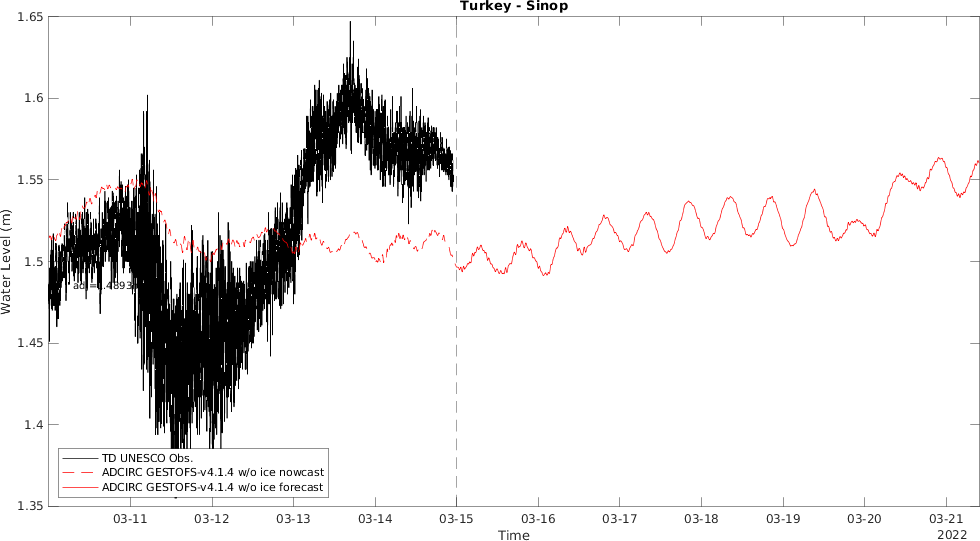 Turkey - Sinop
Water Level (m)
1.65
1.6
1.55
1.5
1.45
1.4
1.35
TD UNESCO Obs.
ADCIRC GESTOFS-v4.1.4 w/o ice nowcast
ADCIRC GESTOFS-v4.1.4 w/o ice forecast
03-11 03-12 03-13 03-14 03-15 03-16 03-17 03-18 03-19 03-20 03-21
Time
2022